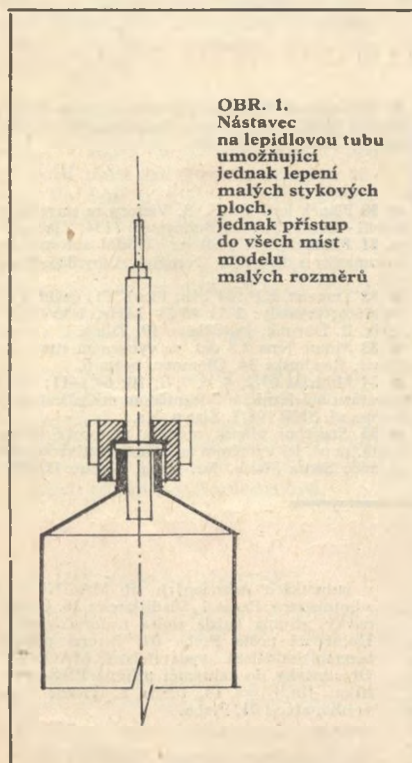 OBR. 1.
Nástavec
na lepidlovou tubu
umožňující
jednak lepení
malých stykových
ploch,
jednak přístup
do všech míst
modelu
malých rozměrů